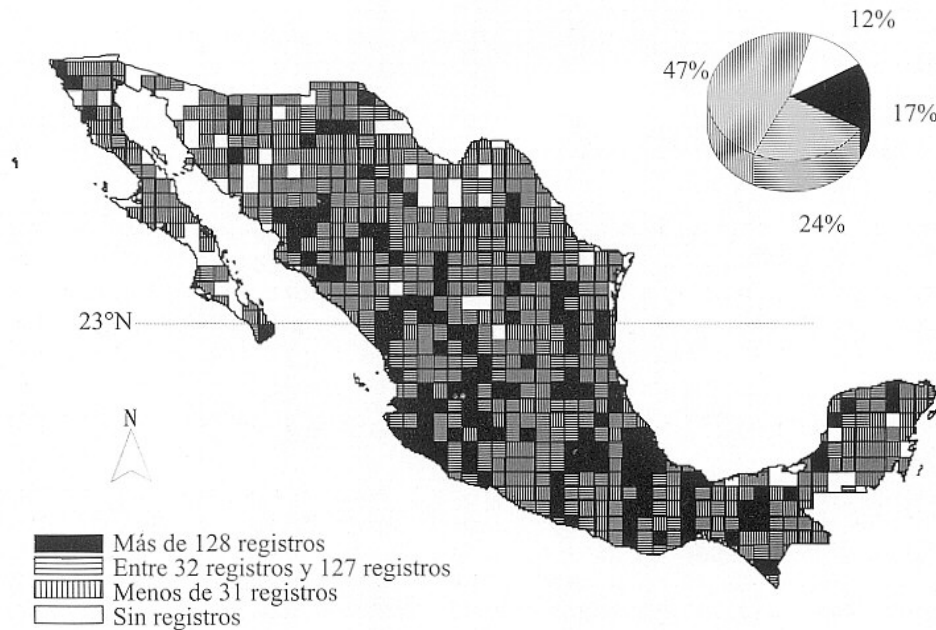 12%
47%
17%
24%
23°N
N
Más de 128 registros
Entre 32 registros y 127 registros
Menos de 31 registros
Sin registros